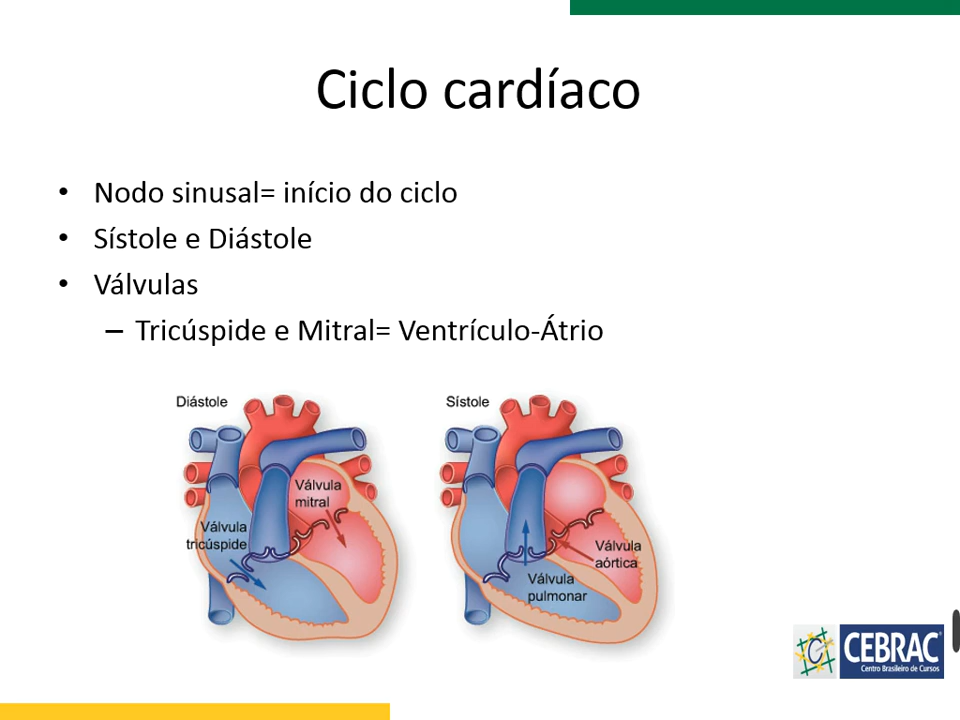 Ciclo cardíaco
• Nodo sinusal= início do ciclo
• Sístole e Diástole
• Válvulas
– Tricúspide e Mitral= Ventrículo-Átrio
Diástole
Válvula
mitral
Válvula
tricúspide
Sístole
Válvula
aórtica
Válvula
pulmonar
CEBRAC
Centro Brasileiro de Cursos